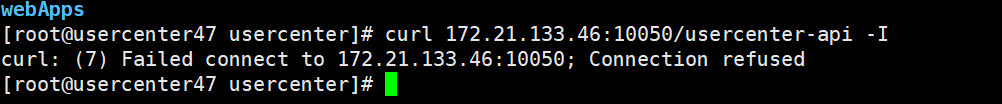 webApps
[root@usercenter47 usercenter]# curl 172.21.133.46:10050/usercenter-api -I
curl: (7) Failed connect to 172.21.133.46:10050; Connection refused
[root@usercenter47 usercenter]#